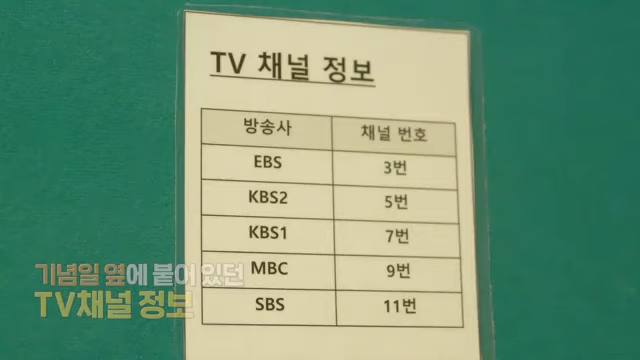 TV 채널 정보
방송사 채널 번호
EBS 3번
KBS2 5번
KBS1 7번
MBC 9번
SBS 11번
기념일 옆에 붙어 있던
TV채널 정보